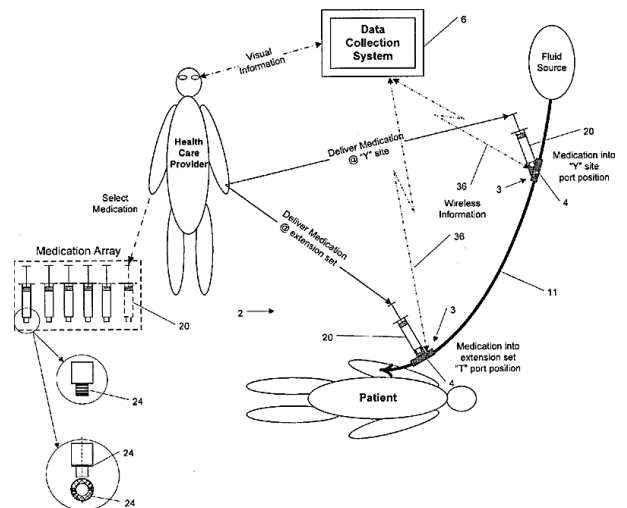 6
Data
Collection
System
Fluid
Source
Visual
Information
Health
Care
Provider
Deliver Medication
@ "Y" site
20
Medication into
"Y" site
port position
3
4
36
Wireless
Information
Select
Medication
Deliver Medication
@ extension set
36
Medication Array
20
2
11
3
20
Medication into
extension set
"T" port position
4
Patient
24
24
24